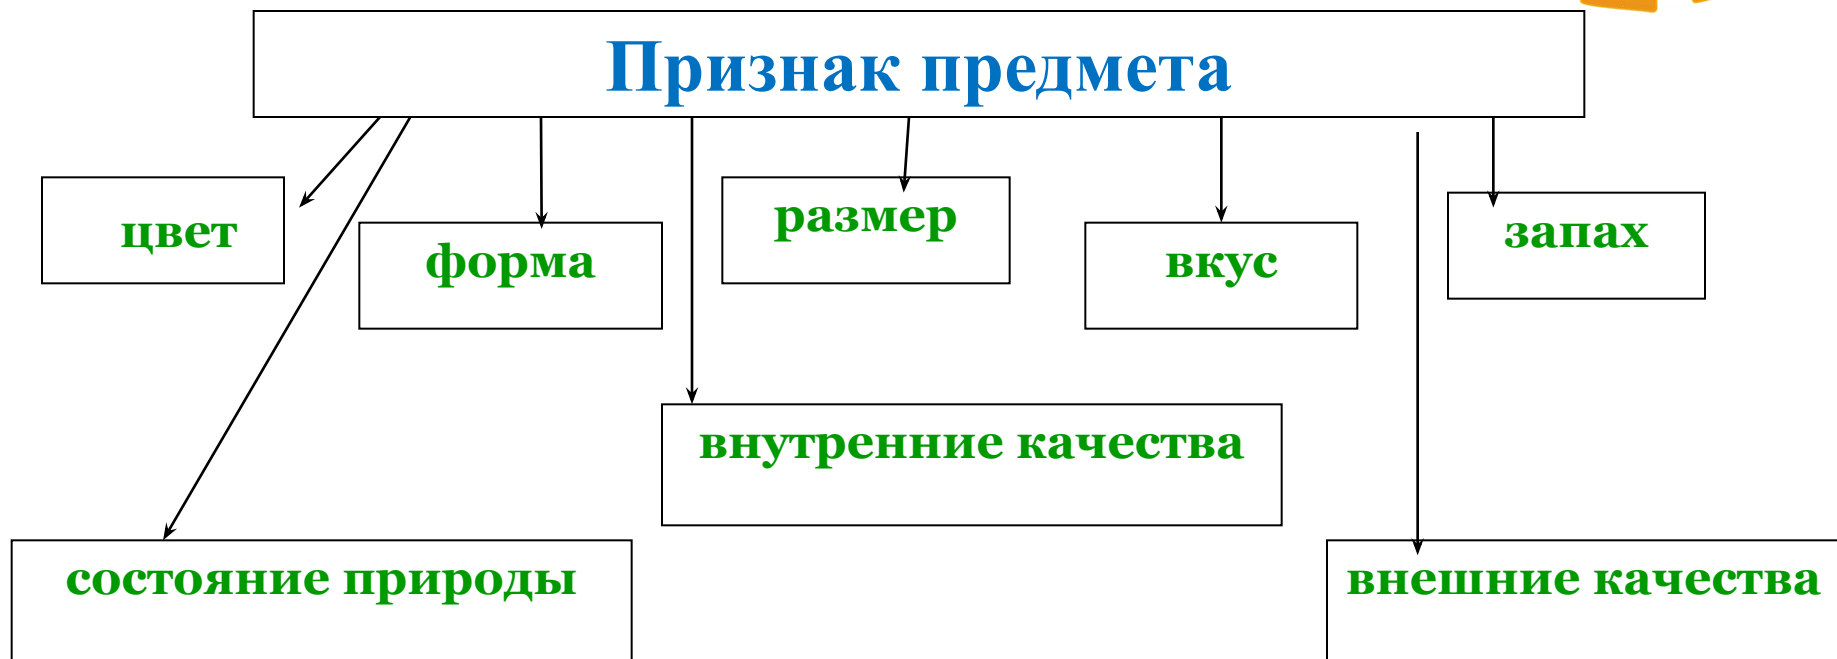 Признак предмета
цвет
форма
размер
вкус
запах
внутренние качества
состояние природы
внешние качества